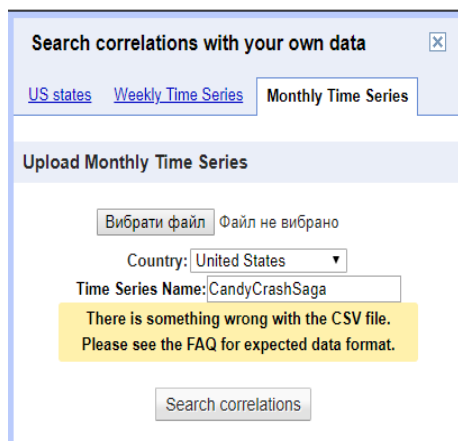 Search correlations with your own data
US states Weekly Time Series Monthly Time Series
Upload Monthly Time Series
Вибрати файл Файл не вибрано
Country: United States
Time Series Name: CandyCrashSaga
There is something wrong with the CSV file.
Please see the FAQ for expected data format.
Search correlations